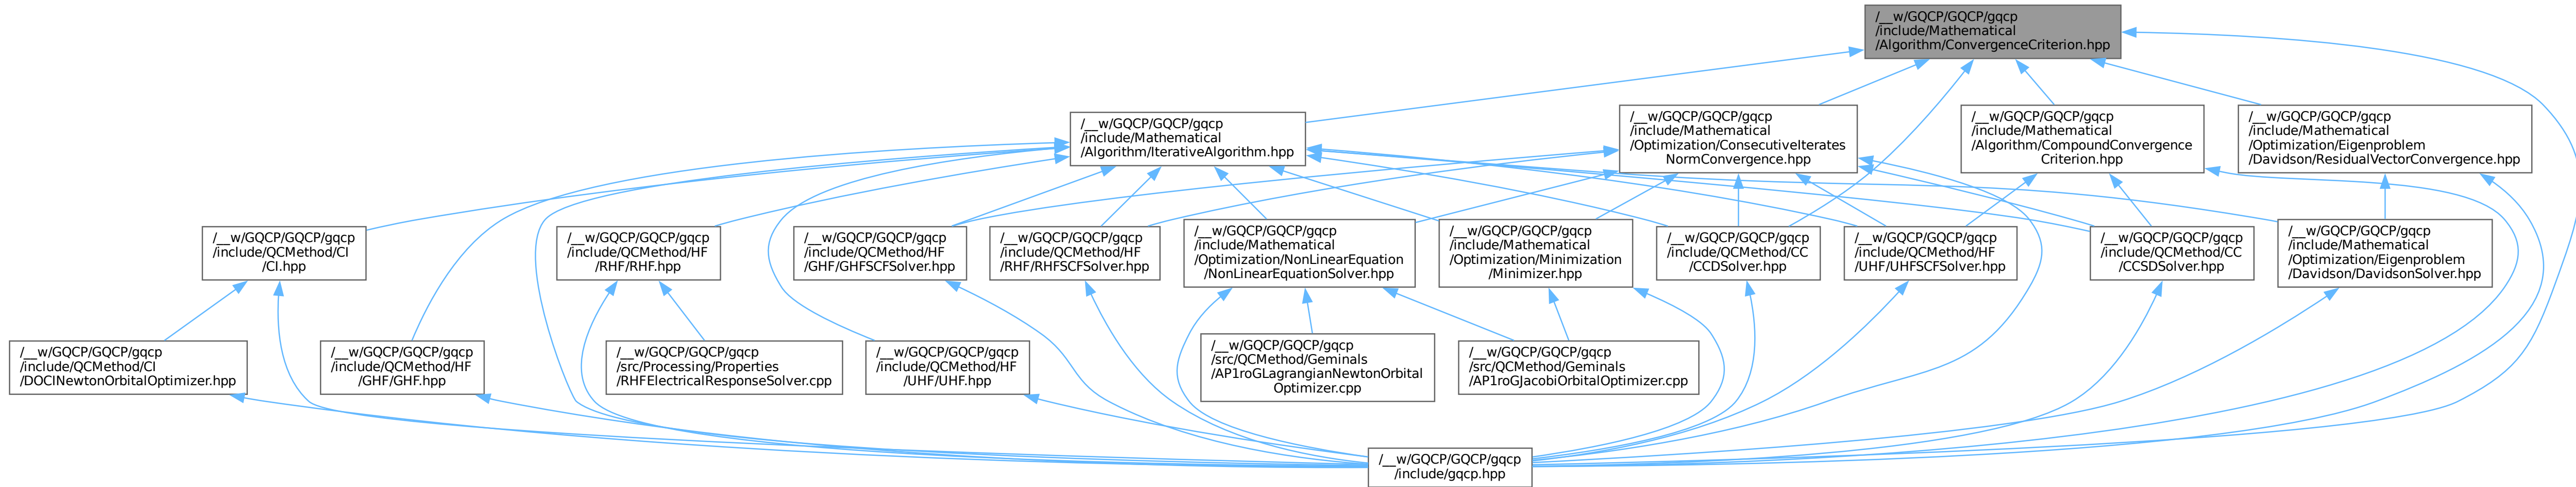 /__w/GQCP/GQCP/gqcp
/include/Mathematical
/Algorithm/ConvergenceCriterion.hpp
/__w/GQCP/GQCP/gqcp
/include/Mathematical
/Algorithm/IterativeAlgorithm.hpp
/__w/GQCP/GQCP/gqcp
/include/Mathematical
/Optimization/ConsecutiveIterates
NormConvergence.hpp
/__w/GQCP/GQCP/gqcp
/include/Mathematical
/Algorithm/CompoundConvergence
Criterion.hpp
/__w/GQCP/GQCP/gqcp
/include/Mathematical
/Optimization/Eigenproblem
/Davidson/ResidualVectorConvergence.hpp
/__w/GQCP/GQCP/gqcp
/include/QCMethod/CI
/CI.hpp
/__w/GQCP/GQCP/gqcp
/include/QCMethod/HF
/RHF/RHF.hpp
/__w/GQCP/GQCP/gqcp
/include/QCMethod/HF
/GHF/GHFSCFSolver.hpp
/__w/GQCP/GQCP/gqcp
/include/QCMethod/HF
/RHF/RHFSCFSolver.hpp
/__w/GQCP/GQCP/gqcp
/include/Mathematical
/Optimization/NonLinearEquation
/NonLinearEquationSolver.hpp
/__w/GQCP/GQCP/gqcp
/include/Mathematical
/Optimization/Minimization
/Minimizer.hpp
/__w/GQCP/GQCP/gqcp
/include/QCMethod/CC
/CCDSolver.hpp
/__w/GQCP/GQCP/gqcp
/include/QCMethod/HF
/UHF/UHFSCFSolver.hpp
/__w/GQCP/GQCP/gqcp
/include/QCMethod/CC
/CCSDSolver.hpp
/__w/GQCP/GQCP/gqcp
/include/Mathematical
/Optimization/Eigenproblem
/Davidson/DavidsonSolver.hpp
/__w/GQCP/GQCP/gqcp
/include/QCMethod/CI
/DOCINewtonOrbitalOptimizer.hpp
/__w/GQCP/GQCP/gqcp
/include/QCMethod/HF
/GHF/GHF.hpp
/__w/GQCP/GQCP/gqcp
/src/Processing/Properties
/RHFElectricalResponseSolver.cpp
/__w/GQCP/GQCP/gqcp
/include/QCMethod/HF
/UHF/UHF.hpp
/__w/GQCP/GQCP/gqcp
/src/QCMethod/Geminals
/AP1roGLagrangianNewtonOrbital
Optimizer.cpp
/__w/GQCP/GQCP/gqcp
/src/QCMethod/Geminals
/AP1roGJacobiOrbitalOptimizer.cpp
/__w/GQCP/GQCP/gqcp
/include/gqcp.hpp